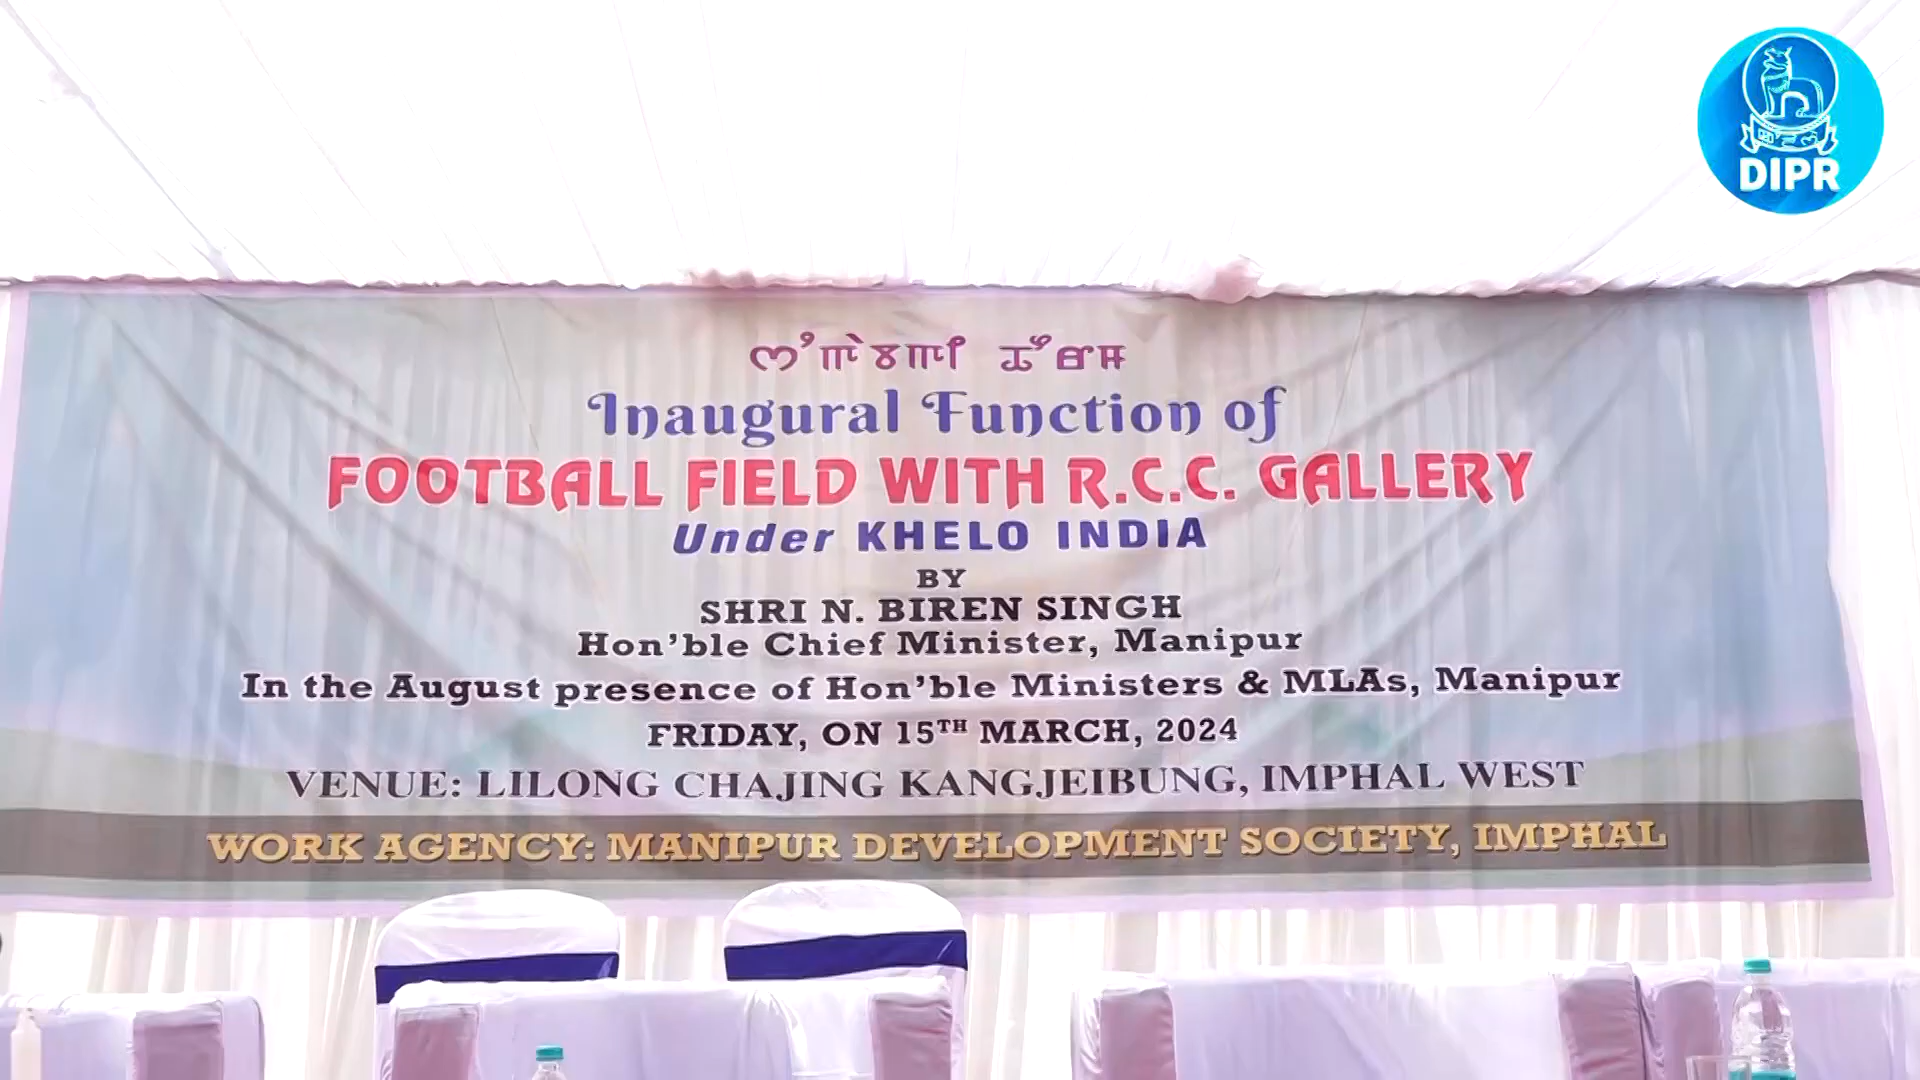 Inaugural Function of
FOOTBALL FIELD WITH R.C.C. GALLERY
Under KHELO INDIA
BY
SHRI N. BIREN SINGH
Hon'ble Chief Minister, Manipur
In the August presence of Hon'ble Ministers & MLAs, Manipur
FRIDAY, ON 15TH MARCH, 2024
VENUE: LILONG CHAJING KANGJEIBUNG, IMPHAL WEST
WORK AGENCY: MANIPUR DEVELOPMENT SOCIETY, IMPHAL
DIPR